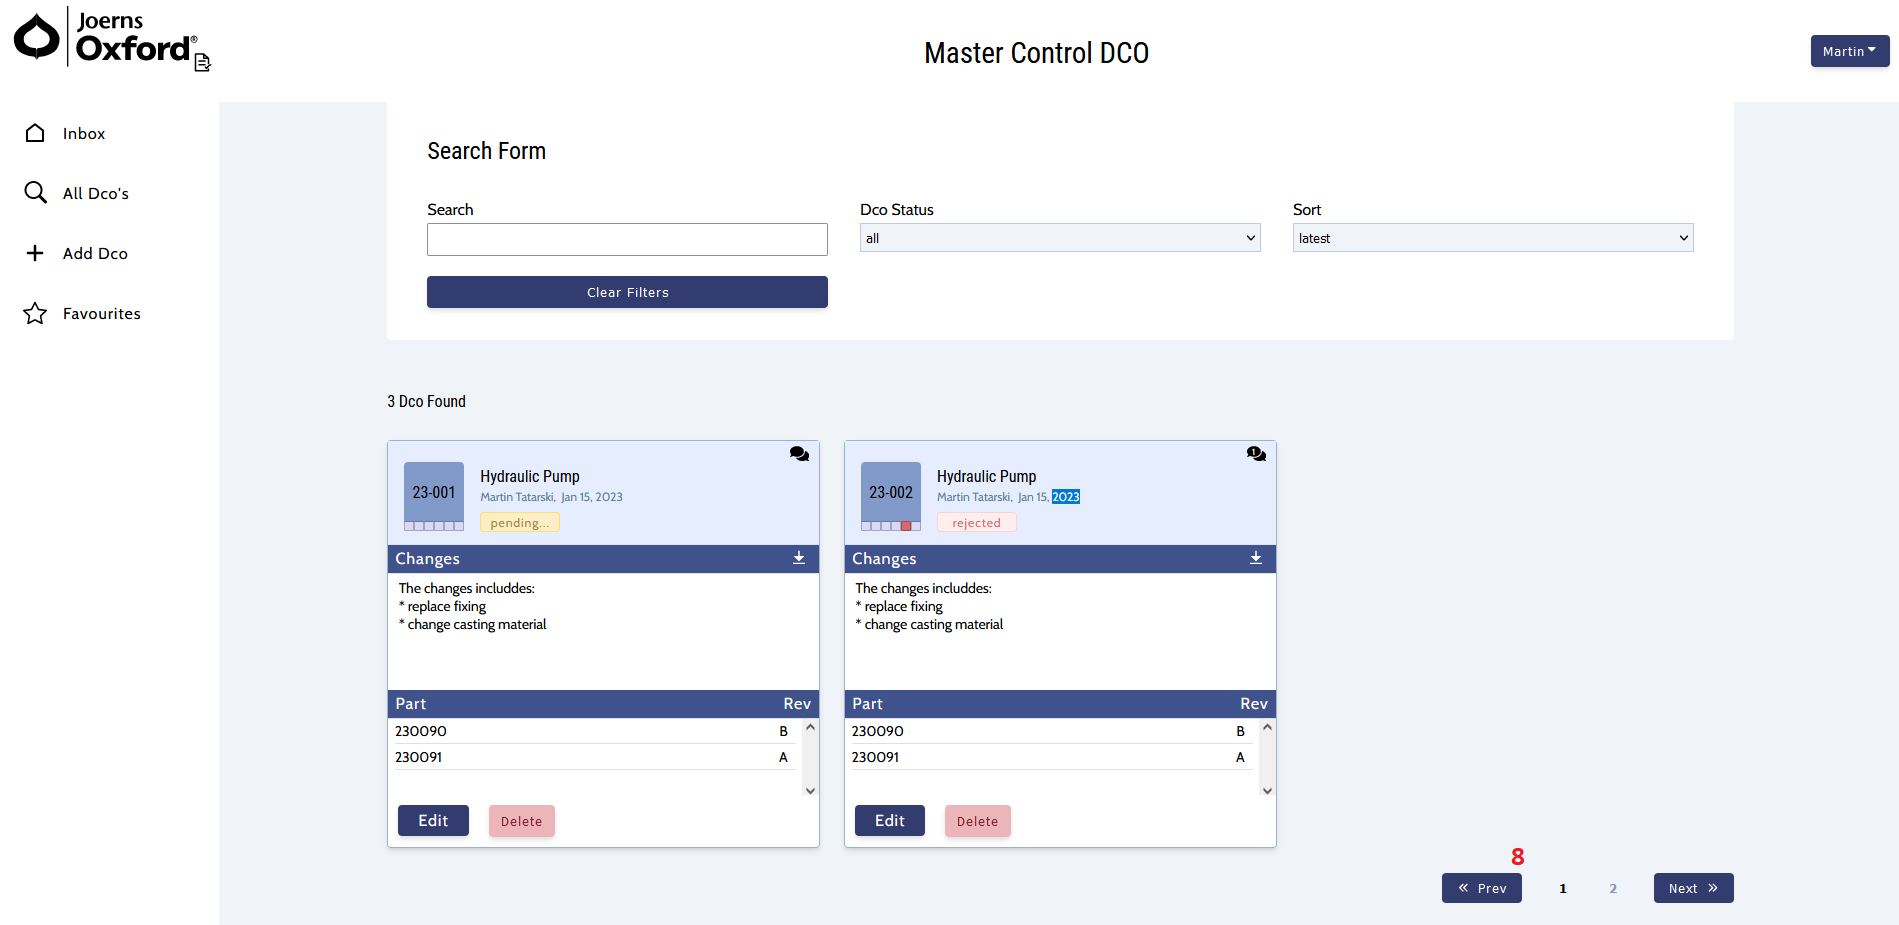 Joerns
Oxford®
Master Control DCO
Martin
Inbox
All Dco's
Add Dco
Favourites
Search Form
Search
Dco Status
Sort
all
latest
Clear Filters
3 Dco Found
23-001
Hydraulic Pump
Martin Tatarski, Jan 15, 2023
pending...
Changes
The changes includdes:
* replace fixing
* change casting material
Part Rev
230090 B
230091 A
Edit Delete
1
23-002
Hydraulic Pump
Martin Tatarski, Jan 15, 2023
rejected
Changes
The changes includdes:
* replace fixing
* change casting material
Part Rev
230090 B
230091 A
Edit Delete
8
« Prev 1 2 Next »